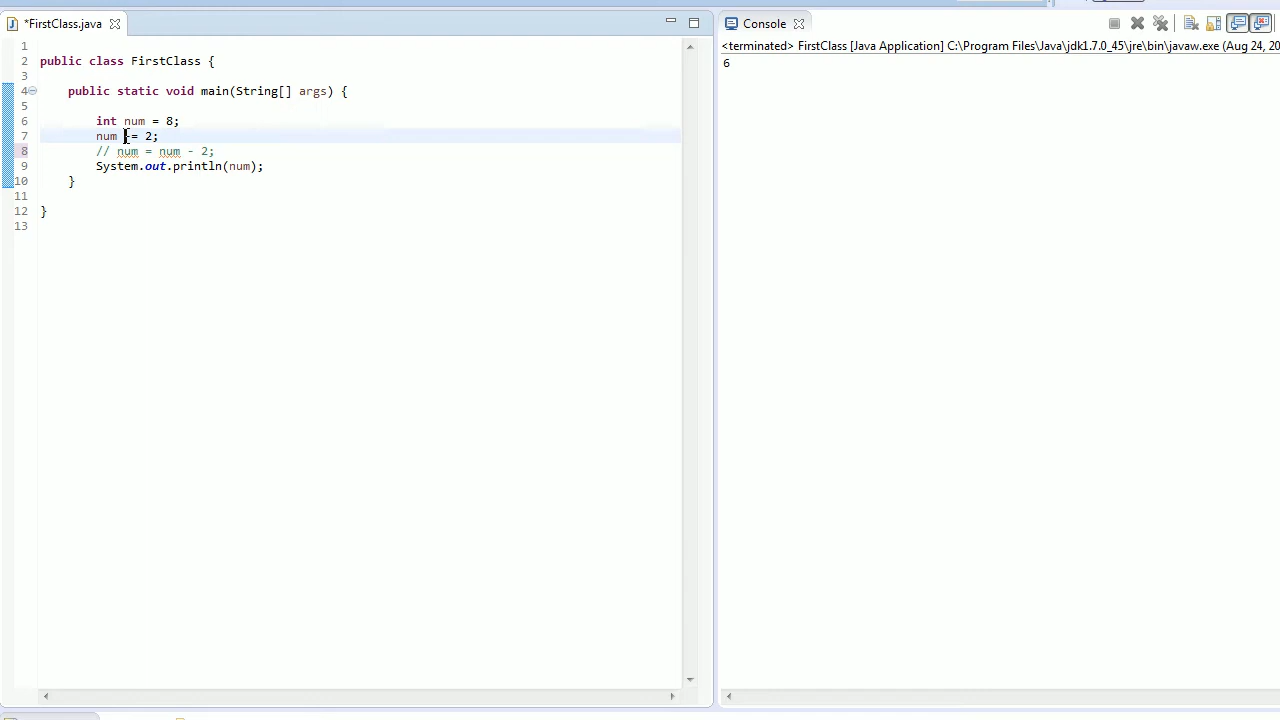 *FirstClass.java
1
2 public class FirstClass {
3
4 public static void main(String[] args) {
5
6 int num = 8;
7 num -= 2;
8 // num = num - 2;
9 System.out.println(num);
10 }
11
12 }
13
Console
<terminated> FirstClass [Java Application] C:\Program Files\Java\jdk1.7.0_45\jre\bin\javaw.exe (Aug 24, 20
6